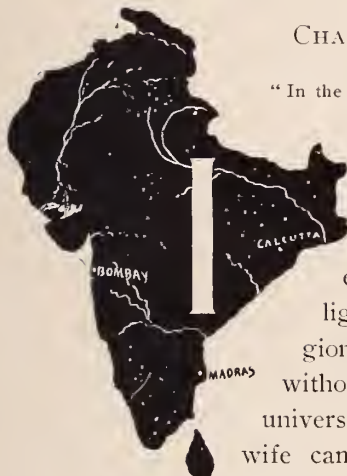 CHA
" In the
I
CALCUTTA
BOMBAY
lig
gion
MADRAS
witho
univers
wife can